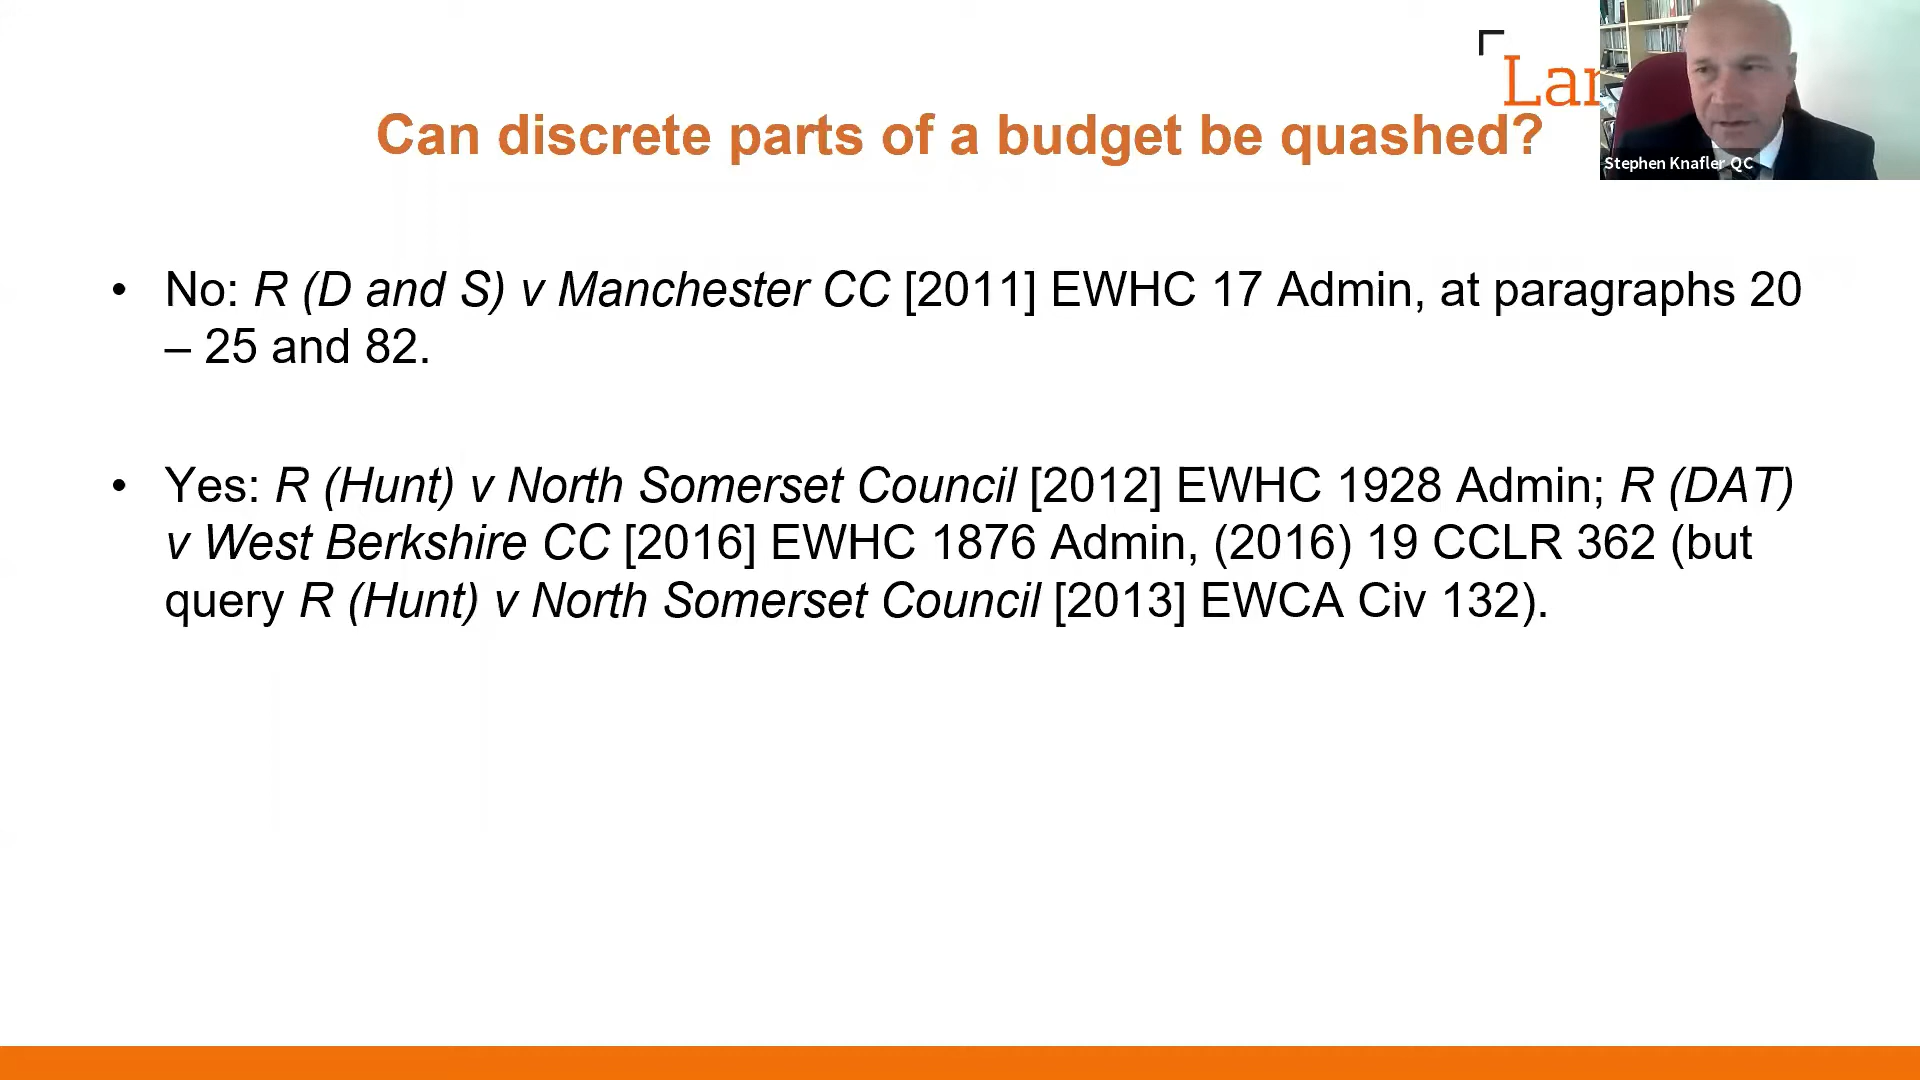 Lan
Can discrete parts of a budget be quashed?
Stephen Knafler QC
• No: R (D and S) v Manchester CC [2011] EWHC 17 Admin, at paragraphs 20
– 25 and 82.
• Yes: R (Hunt) v North Somerset Council [2012] EWHC 1928 Admin; R (DAT)
v West Berkshire CC [2016] EWHC 1876 Admin, (2016) 19 CCLR 362 (but
query R (Hunt) v North Somerset Council [2013] EWCA Civ 132).